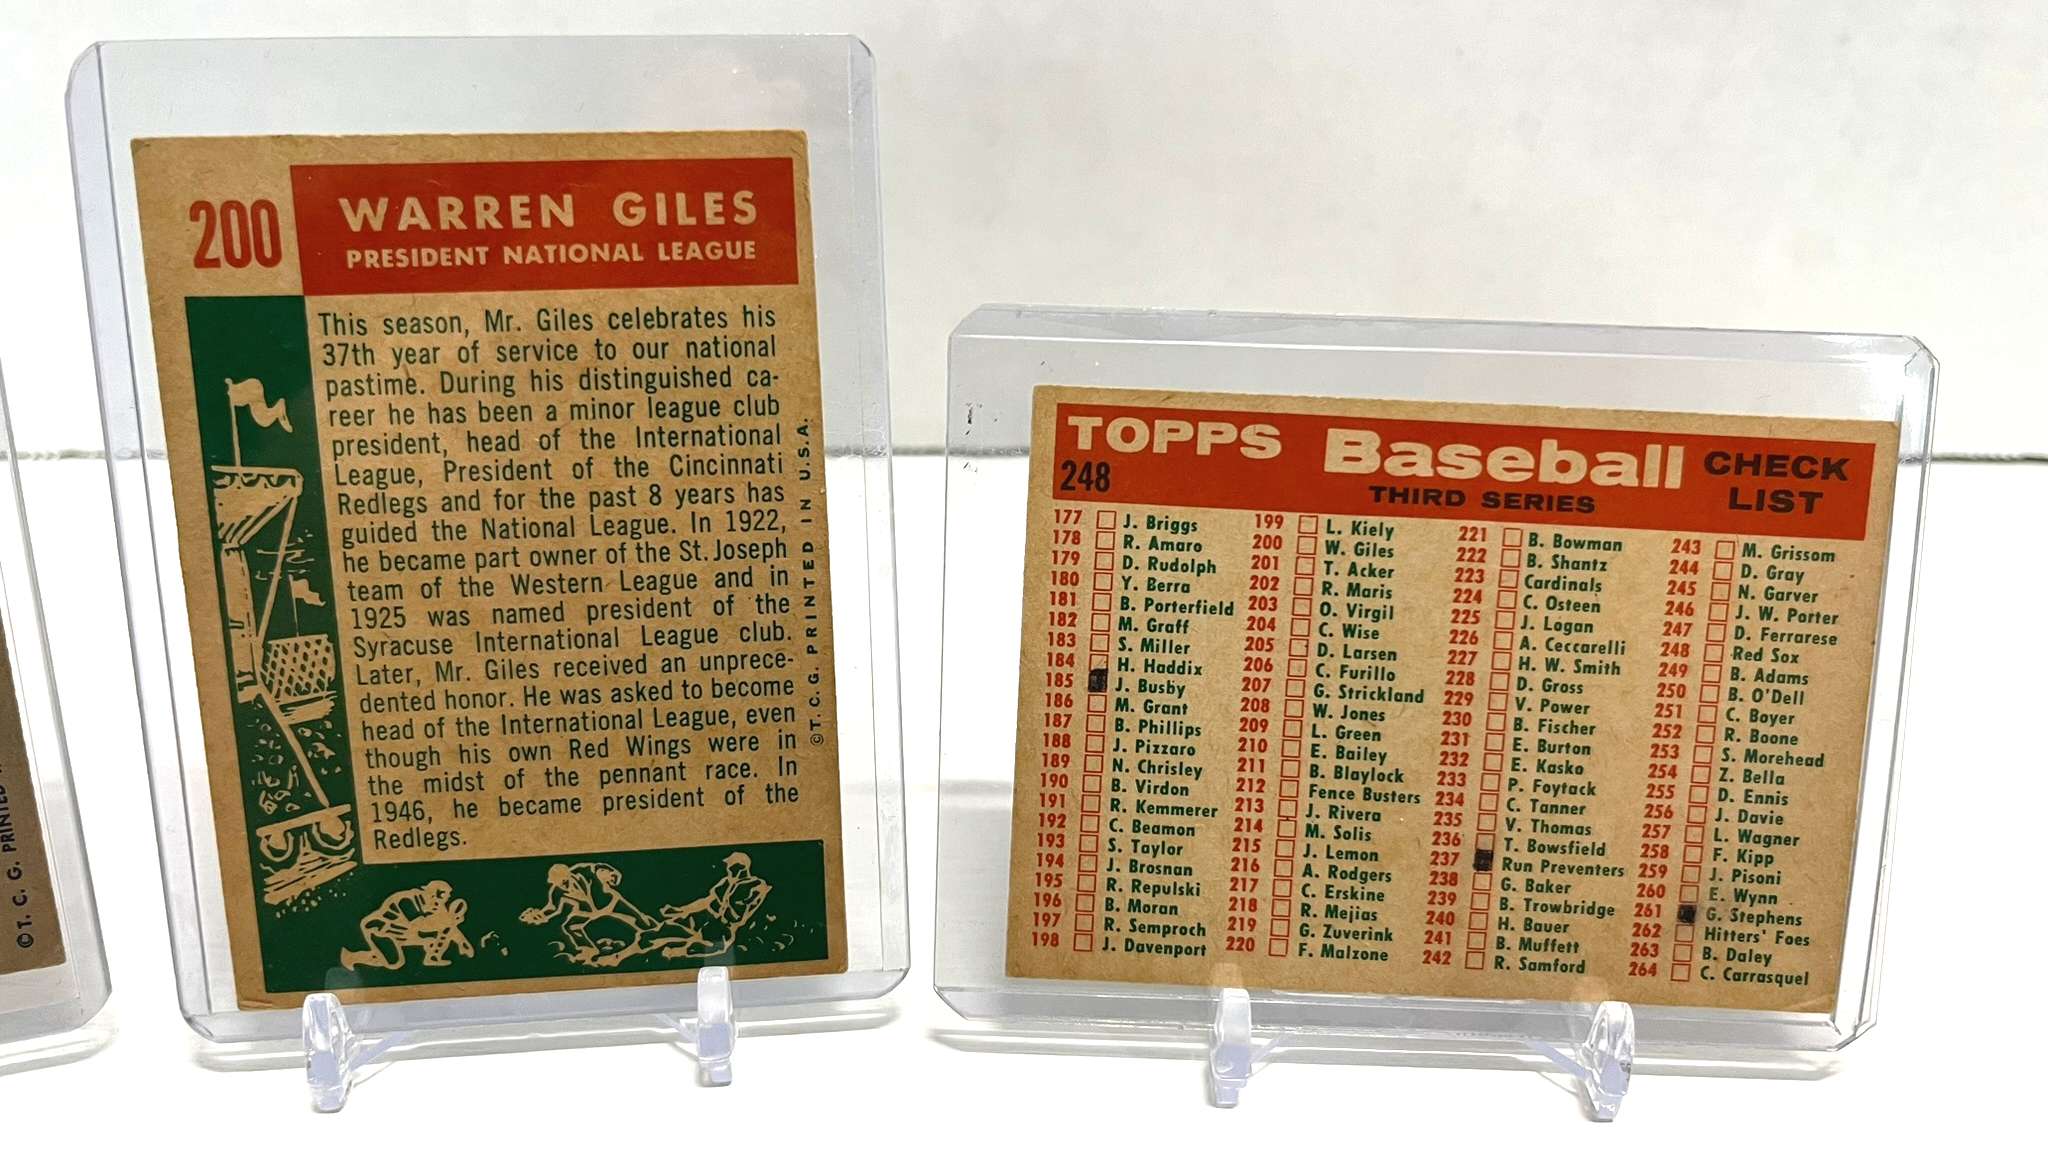 ©T. C. G. PRINTED
200
WARREN GILES
PRESIDENT NATIONAL LEAGUE
This season, Mr. Giles celebrates his
37th year of service to our national
pastime. During his distinguished ca-
reer he has been a minor league club
president, head of the International
League, President of the Cincinnati
Redlegs and for the past 8 years has
guided the National League. In 1922,
he became part owner of the St. Joseph
team of the Western League and in
1925 was named president of the
Syracuse International League club.
Later, Mr. Giles received an unprece-
dented honor. He was asked to become
head of the International League, even
though his own Red Wings were in
the midst of the pennant race. In
1946, he became president of the
Redlegs.
©T. C. G. PRINTED IN U.S.A.
TOPPS Baseball CHECK
248 THIRD SERIES LIST
177 J. Briggs
178 R. Amaro
179 D. Rudolph
180 Y. Berra
181 B. Porterfield
182 M. Graff
183 S. Miller
184 H. Haddix
185 J. Busby
186 M. Grant
187 B. Phillips
188 J. Pizzaro
189 N. Chrisley
190 B. Virdon
191 R. Kemmerer
192 C. Beamon
193 S. Taylor
194 J. Brosnan
195 R. Repulski
196 B. Moran
197 R. Semproch
198 J. Davenport
199 L. Kiely
200 W. Giles
201 T. Acker
202 R. Maris
203 O. Virgil
204 C. Wise
205 D. Larsen
206 C. Furillo
207 G. Strickland
208 W. Jones
209 L. Green
210 E. Bailey
211 B. Blaylock
212 Fence Busters
213 J. Rivera
214 M. Solis
215 J. Lemon
216 A. Rodgers
217 C. Erskine
218 R. Mejias
219 G. Zuverink
220 F. Malzone
221 B. Bowman
222 B. Shantz
223 Cardinals
224 C. Osteen
225 J. Logan
226 A. Ceccarelli
227 H. W. Smith
228 D. Gross
229 V. Power
230 B. Fischer
231 E. Burton
232 E. Kasko
233 P. Foytack
234 C. Tanner
235 V. Thomas
236 T. Bowsfield
237 Run Preventers
238 G. Baker
239 B. Trowbridge
240 H. Bauer
241 B. Muffett
242 R. Samford
243 M. Grissom
244 D. Gray
245 N. Garver
246 J. W. Porter
247 D. Ferrarese
248 Red Sox
249 B. Adams
250 B. O'Dell
251 C. Boyer
252 R. Boone
253 S. Morehead
254 Z. Bella
255 D. Ennis
256 J. Davie
257 L. Wagner
258 F. Kipp
259 J. Pisoni
260 E. Wynn
261 G. Stephens
262 Hitters' Foes
263 B. Daley
264 C. Carrasquel